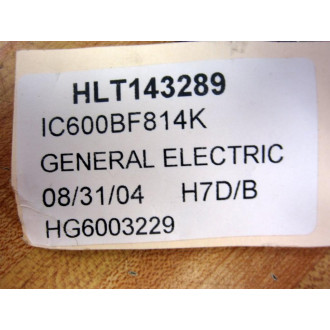 HLT143289
IC600BF814K
GENERAL ELECTRIC
08/31/04 H7D/B
HG6003229